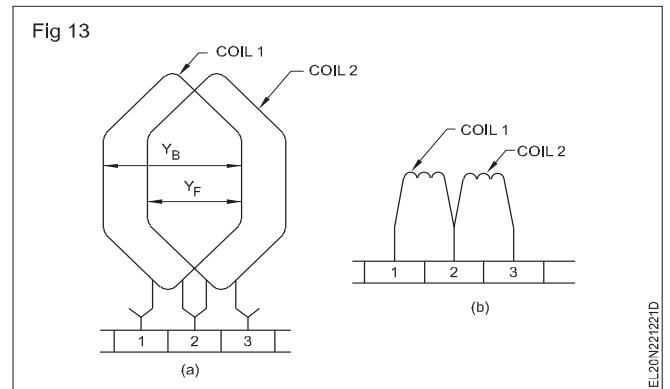 Fig 13
COIL 1
COIL 2
Y_B
Y_F
1 2 3
(a)
COIL 1
COIL 2
1 2 3
(b)
EL20N221221D